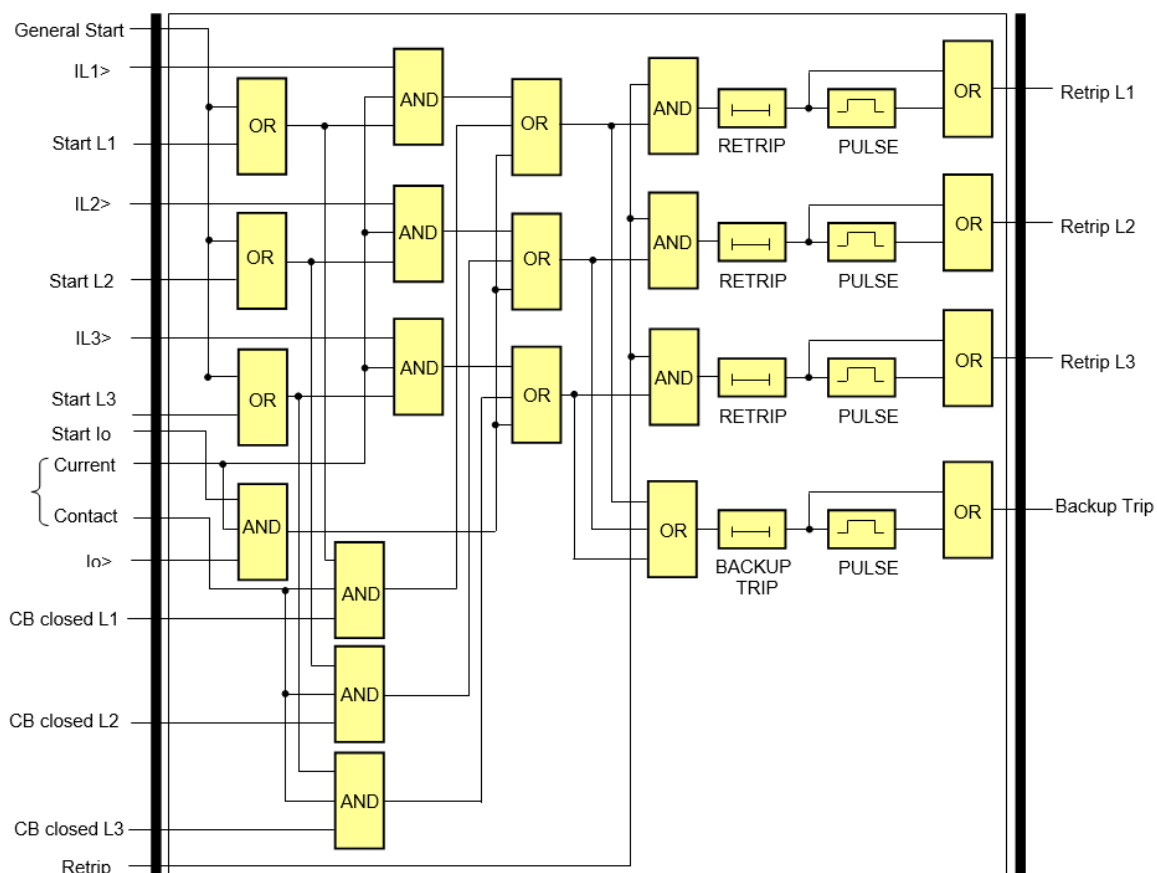 General Start
IL1>
Start L1
IL2>
Start L2
IL3>
Start L3
Start Io
Current
Contact
Io>
CB closed L1
CB closed L2
CB closed L3
Retrip
OR
OR
OR
AND
AND
AND
AND
AND
AND
AND
OR
OR
OR
AND
AND
AND
OR
RETRIP
RETRIP
RETRIP
BACKUP
TRIP
PULSE
PULSE
PULSE
PULSE
OR
OR
OR
OR
Retrip L1
Retrip L2
Retrip L3
Backup Trip